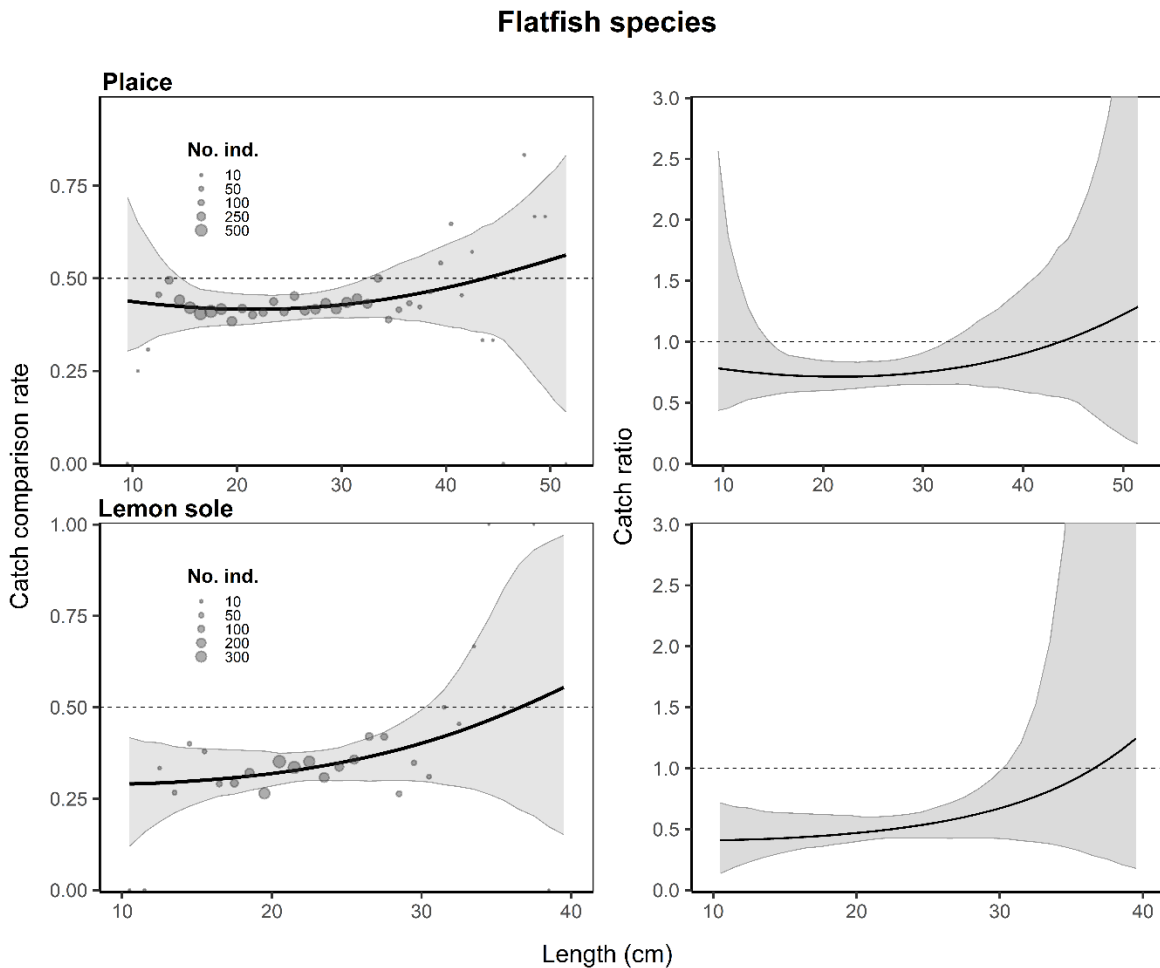 Flatfish species
Plaice
No. ind.
10
50
100
250
500
0.75
0.50
0.25
0.00
10 20 30 40 50
3.0
2.5
2.0
1.5
1.0
0.5
0.0
10 20 30 40 50
Catch comparison rate
Catch ratio
Lemon sole
No. ind.
10
50
100
200
300
1.00
0.75
0.50
0.25
0.00
10 20 30 40
3.0
2.5
2.0
1.5
1.0
0.5
0.0
10 20 30 40
Length (cm)